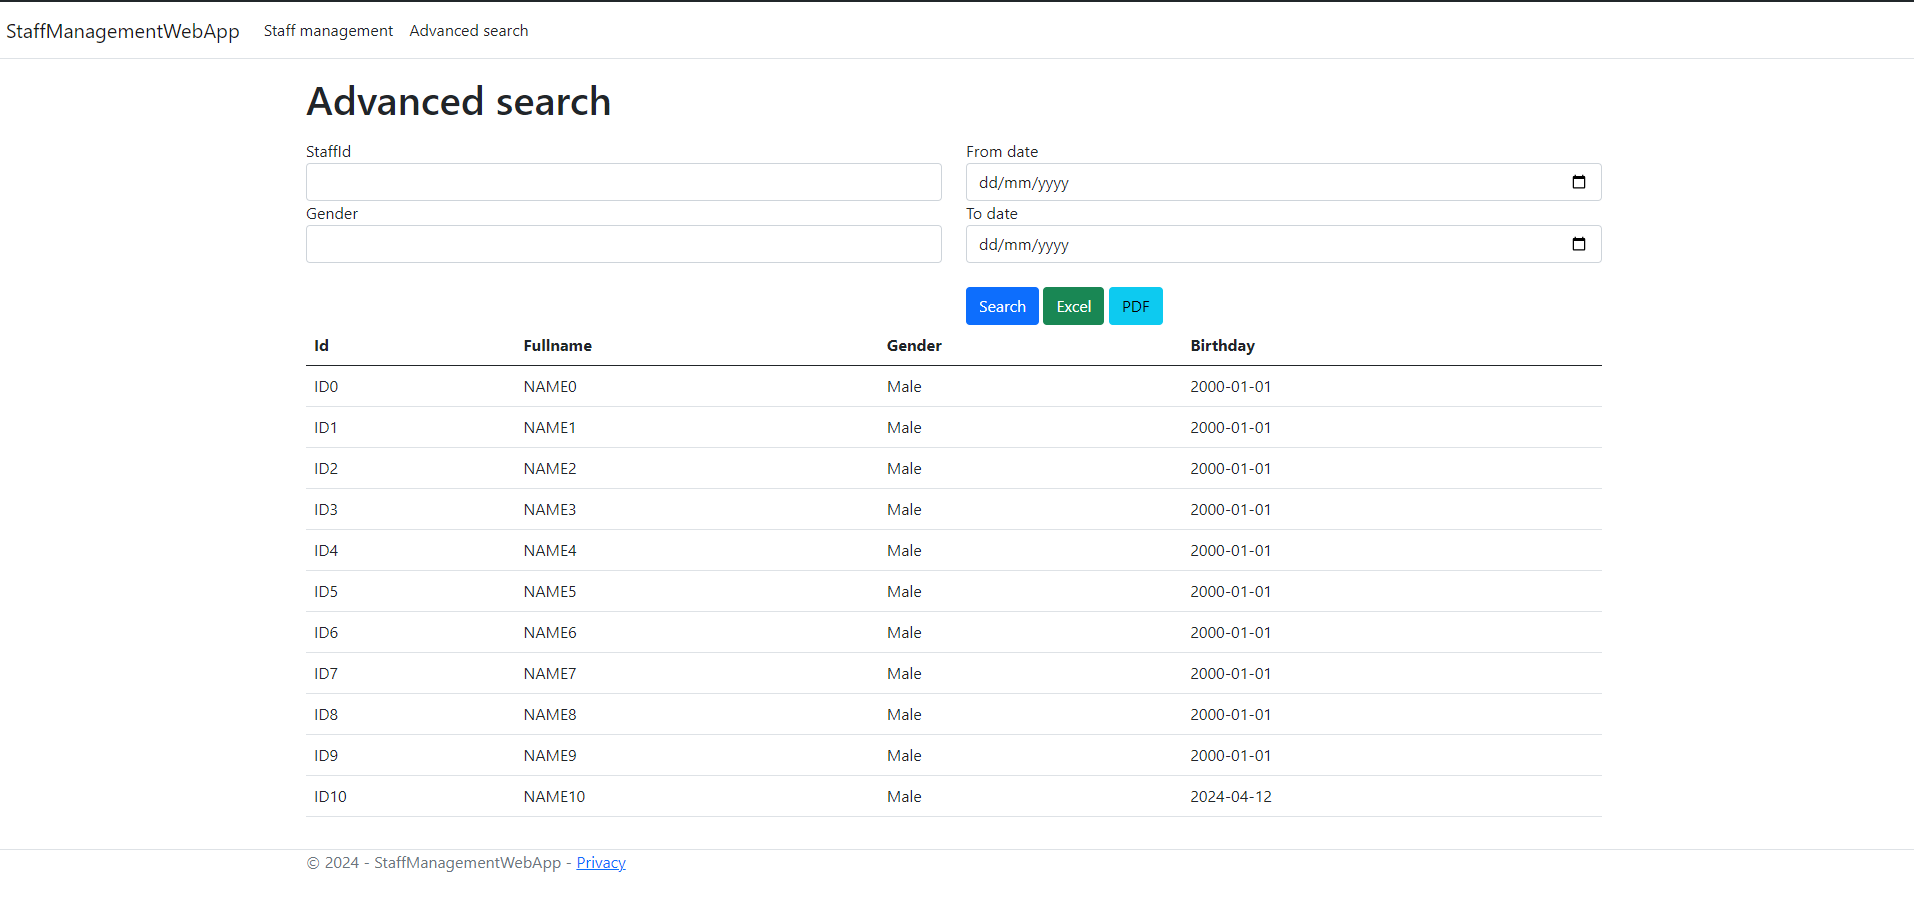 StaffManagementWebApp Staff management Advanced search
Advanced search
StaffId From date
dd/mm/yyyy
Gender To date
dd/mm/yyyy
Search Excel PDF
Id Fullname Gender Birthday
ID0 NAME0 Male 2000-01-01
ID1 NAME1 Male 2000-01-01
ID2 NAME2 Male 2000-01-01
ID3 NAME3 Male 2000-01-01
ID4 NAME4 Male 2000-01-01
ID5 NAME5 Male 2000-01-01
ID6 NAME6 Male 2000-01-01
ID7 NAME7 Male 2000-01-01
ID8 NAME8 Male 2000-01-01
ID9 NAME9 Male 2000-01-01
ID10 NAME10 Male 2024-04-12
© 2024 - StaffManagementWebApp - Privacy